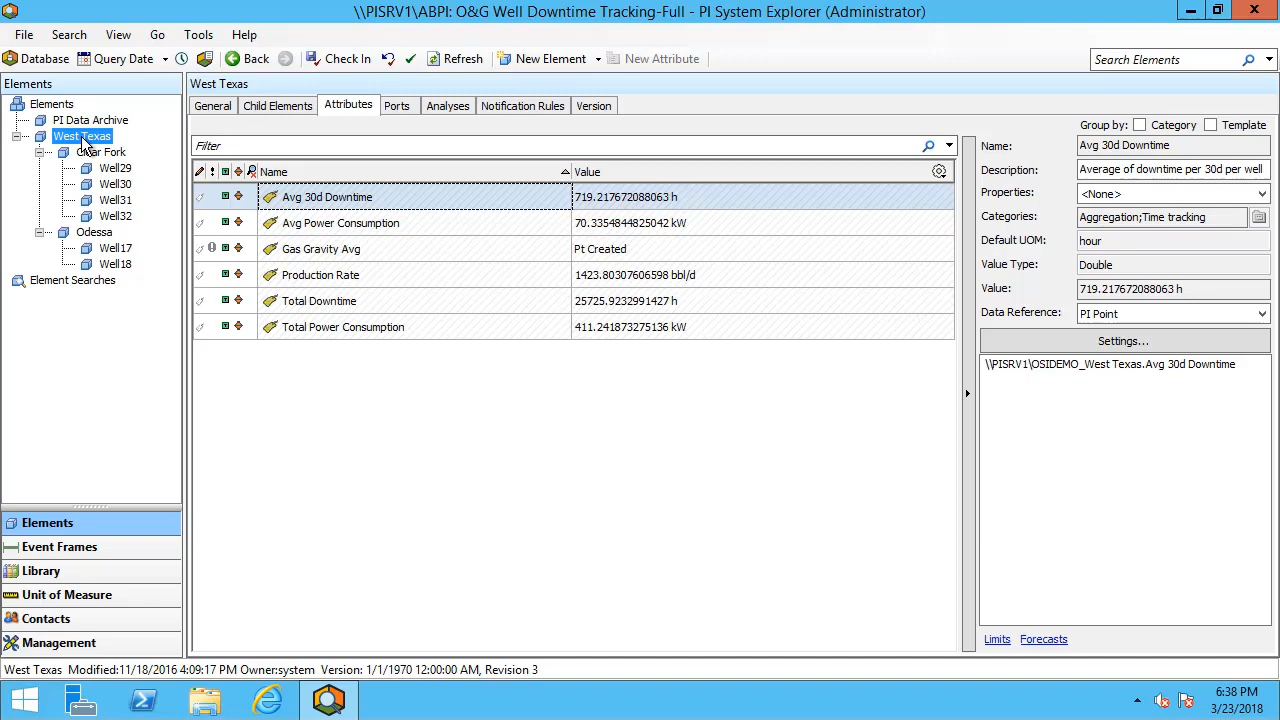 \\PISRV1\ABPI: O&G Well Downtime Tracking-Full - PI System Explorer (Administrator)
File Search View Go Tools Help
Database Query Date Back Check In Refresh New Element New Attribute Search Elements
Elements
Elements
PI Data Archive
West Texas
Clear Fork
Well29
Well30
Well31
Well32
Odessa
Well17
Well18
Element Searches
Elements
Event Frames
Library
Unit of Measure
Contacts
Management
West Texas
General Child Elements Attributes Ports Analyses Notification Rules Version
Group by: Category Template
Filter
Name Value
Avg 30d Downtime 719.217672088063 h
Avg Power Consumption 70.3354844825042 kW
Gas Gravity Avg Pt Created
Production Rate 1423.80307606598 bbl/d
Total Downtime 25725.9232991427 h
Total Power Consumption 411.241873275136 kW
Name: Avg 30d Downtime
Description: Average of downtime per 30d per well
Properties: <None>
Categories: Aggregation;Time tracking
Default UOM: hour
Value Type: Double
Value: 719.217672088063 h
Data Reference: PI Point
Settings...
\\PISRV1\OSIDEMO_West Texas.Avg 30d Downtime
Limits Forecasts
West Texas Modified:11/18/2016 4:09:17 PM Owner:system Version: 1/1/1970 12:00:00 AM, Revision 3
6:38 PM
3/23/2018